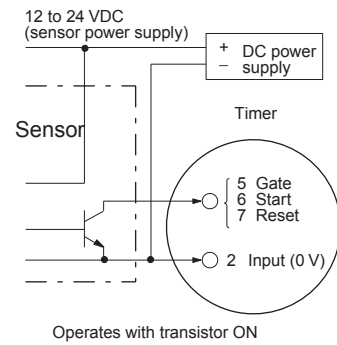 12 to 24 VDC
(sensor power supply)
+ DC power
− supply
Timer
Sensor
5 Gate
6 Start
7 Reset
2 Input (0 V)
Operates with transistor ON